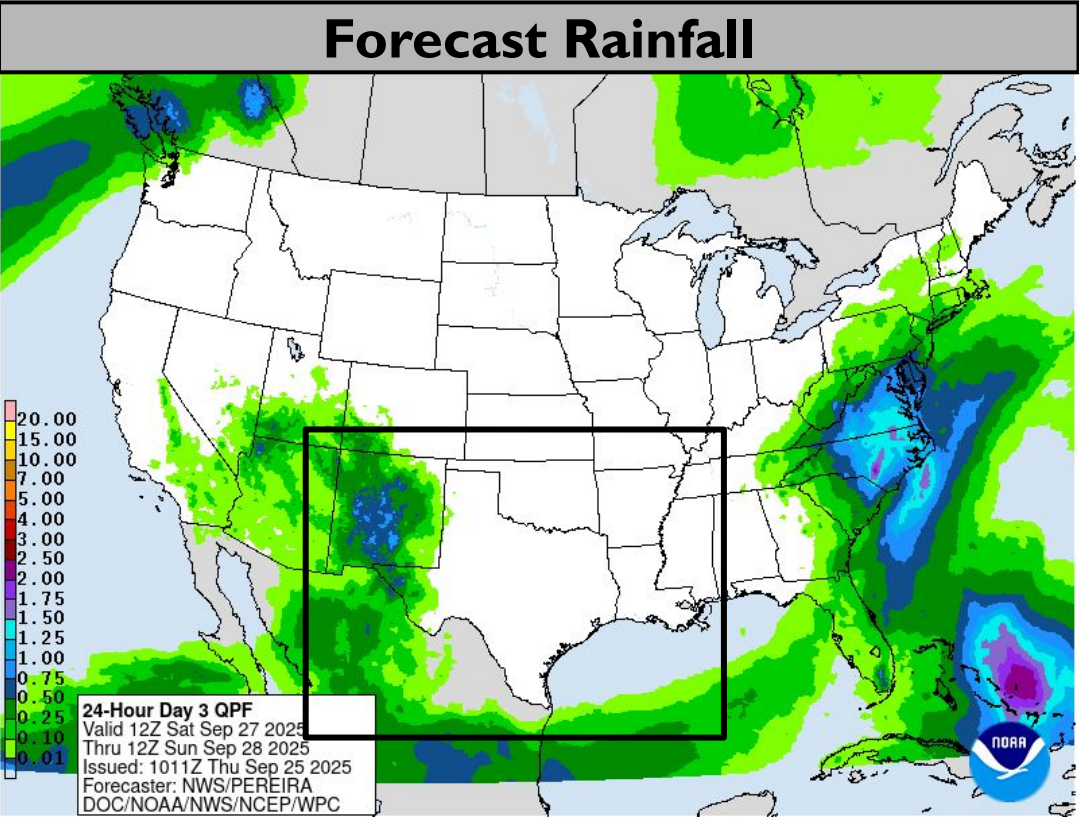 Forecast Rainfall
20.00
15.00
10.00
7.00
5.00
4.00
3.00
2.50
2.00
1.75
1.50
1.25
1.00
0.75
0.50
0.25
0.10
0.01
24-Hour Day 3 QPF
Valid 12Z Sat Sep 27 2025
Thru 12Z Sun Sep 28 2025
Issued: 1011Z Thu Sep 25 2025
Forecaster: NWS/PEREIRA
DOC/NOAA/NWS/NCEP/WPC
NOAA